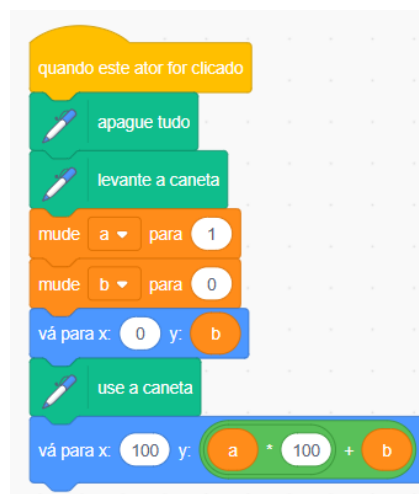 quando este ator for clicado
apague tudo
levante a caneta
mude a para 1
mude b para 0
vá para x: 0 y: b
use a caneta
vá para x: 100 y: a * 100 + b